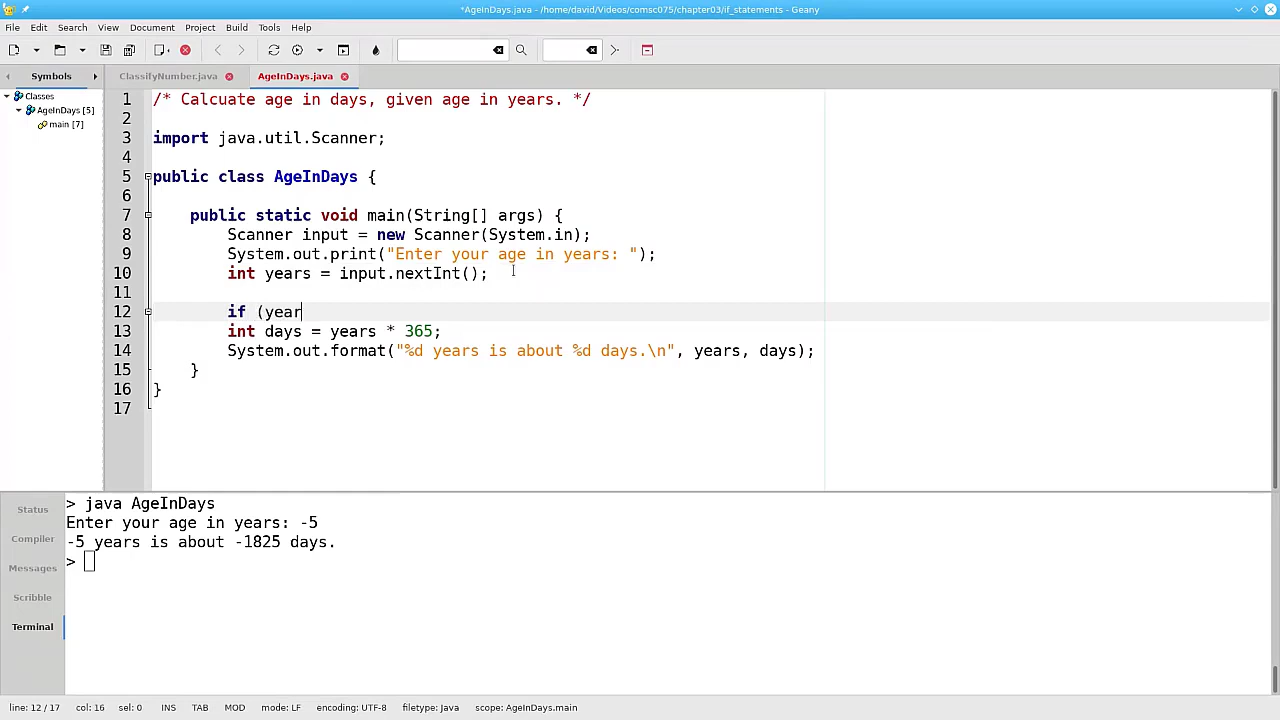 *AgeInDays.java - /home/david/Videos/comsc075/chapter03/if_statements - Geany
File Edit Search View Document Project Build Tools Help
Symbols ClassifyNumber.java AgeInDays.java
Classes
AgeInDays [5]
main [7]
1 /* Calcuate age in days, given age in years. */
2
3 import java.util.Scanner;
4
5 public class AgeInDays {
6
7 public static void main(String[] args) {
8 Scanner input = new Scanner(System.in);
9 System.out.print("Enter your age in years: ");
10 int years = input.nextInt();
11
12 if (year
13 int days = years * 365;
14 System.out.format("%d years is about %d days.\n", years, days);
15 }
16 }
17
Status
Compiler
Messages
Scribble
Terminal
> java AgeInDays
Enter your age in years: -5
-5 years is about -1825 days.
>
line: 12 / 17 col: 16 sel: 0 INS TAB MOD mode: LF encoding: UTF-8 filetype: Java scope: AgeInDays.main